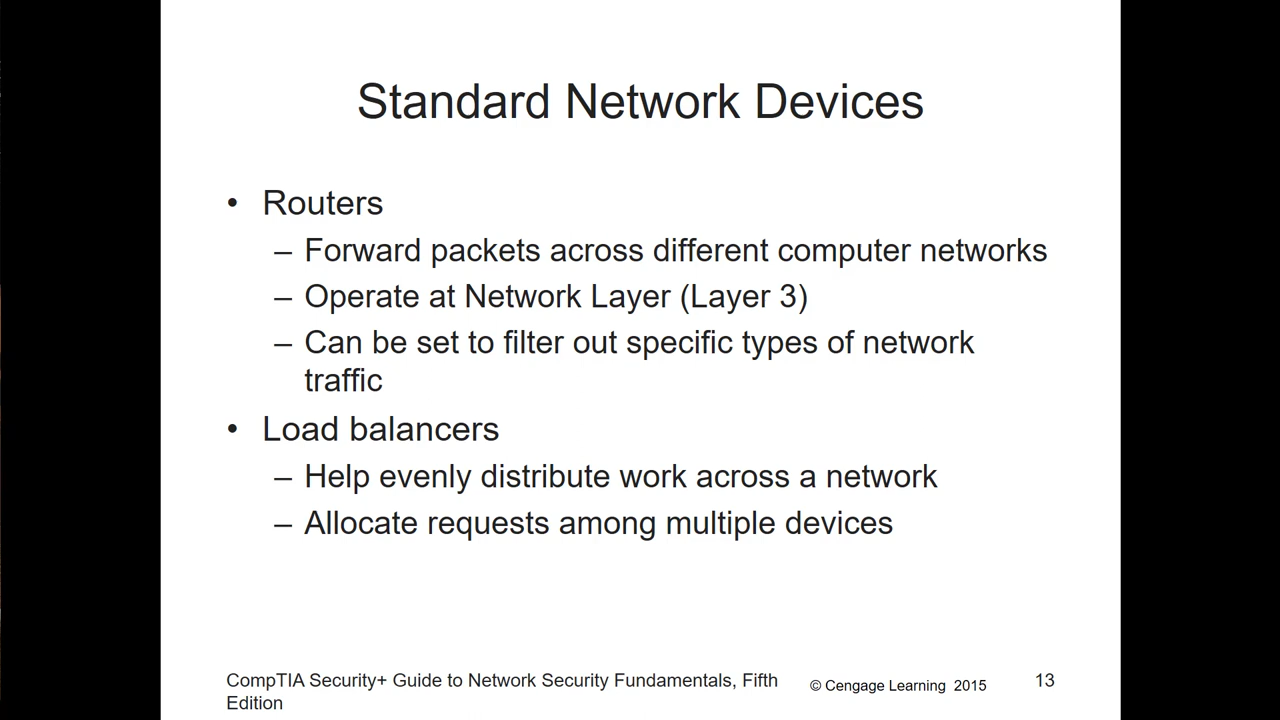 Standard Network Devices
• Routers
– Forward packets across different computer networks
– Operate at Network Layer (Layer 3)
– Can be set to filter out specific types of network
traffic
• Load balancers
– Help evenly distribute work across a network
– Allocate requests among multiple devices
CompTIA Security+ Guide to Network Security Fundamentals, Fifth
Edition
© Cengage Learning 2015
13